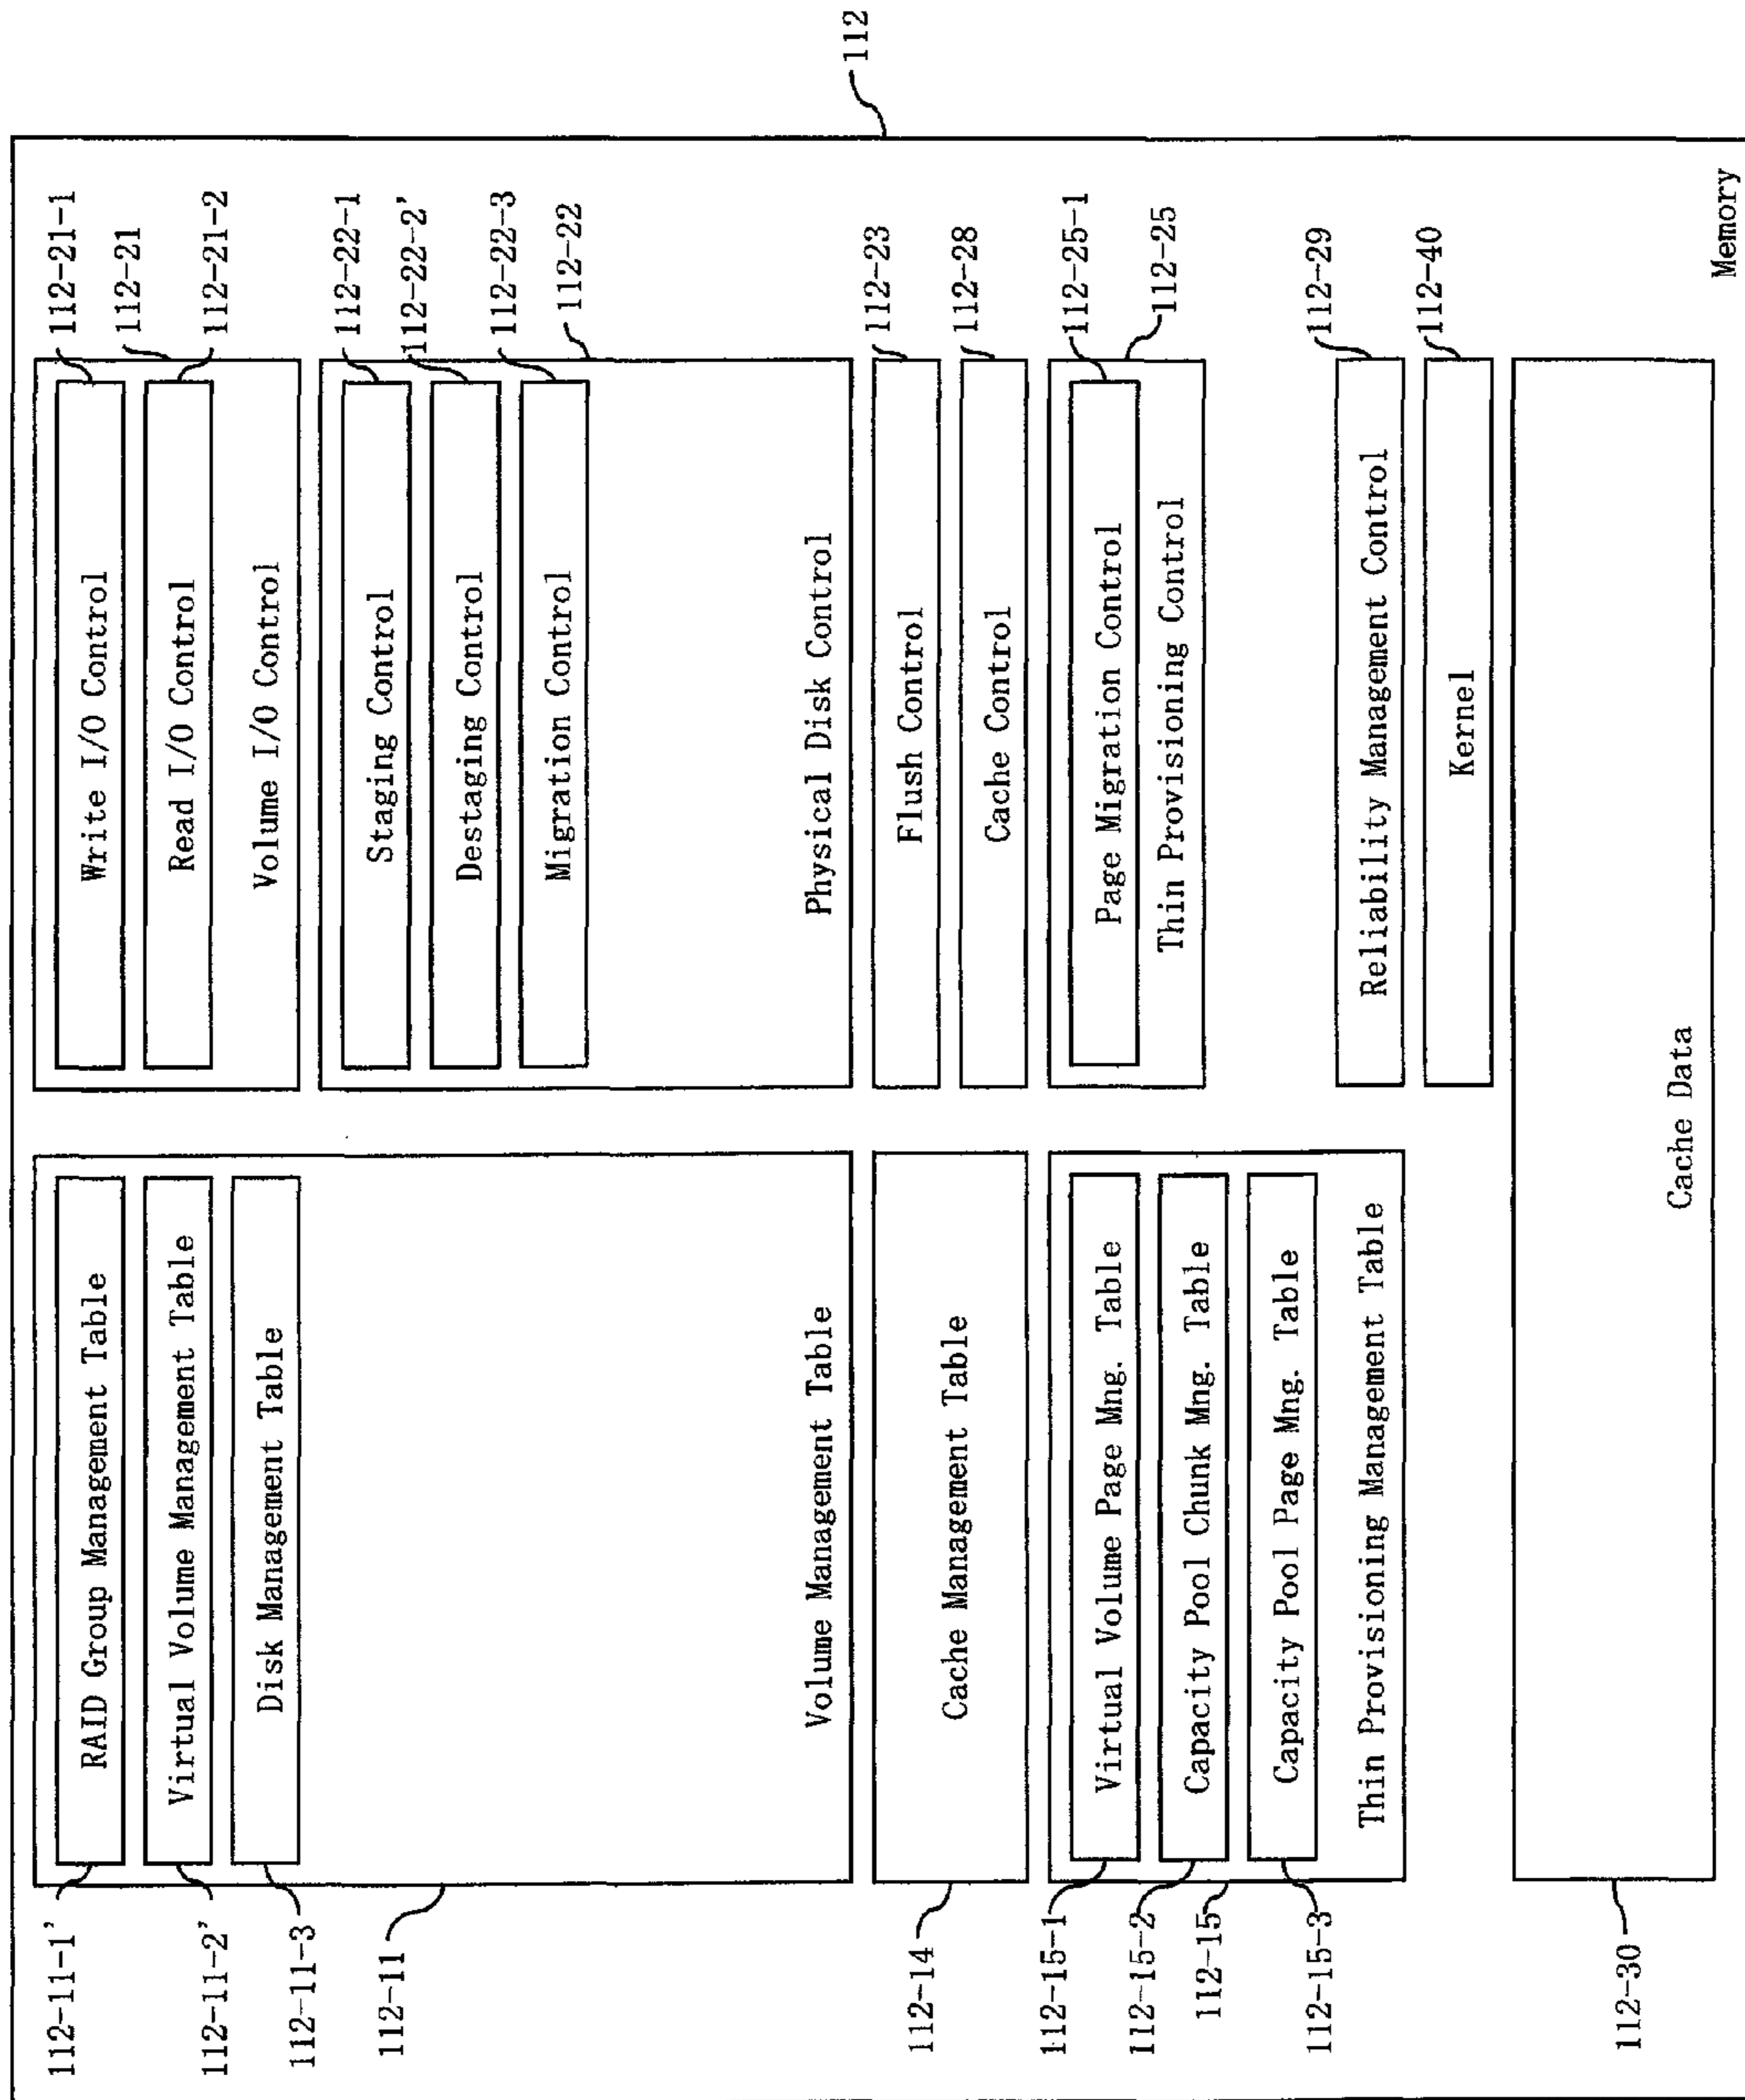 112-11-1'
RAID Group Management Table
112-11-2'
Virtual Volume Management Table
112-11-3
Disk Management Table
112-11
Volume Management Table
112-14
Cache Management Table
112-15-1
Virtual Volume Page Mng. Table
112-15-2
Capacity Pool Chunk Mng. Table
112-15
112-15-3
Capacity Pool Page Mng. Table
Thin Provisioning Management Table
112-30
Cache Data
Write I/O Control
112-21-1
112-21
Read I/O Control
112-21-2
Volume I/O Control
Staging Control
112-22-1
Destaging Control
112-22-2'
Migration Control
112-22-3
112-22
Physical Disk Control
Flush Control
112-23
Cache Control
112-28
Page Migration Control
112-25-1
Thin Provisioning Control
112-25
Reliability Management Control
112-29
Kernel
112-40
Memory
112